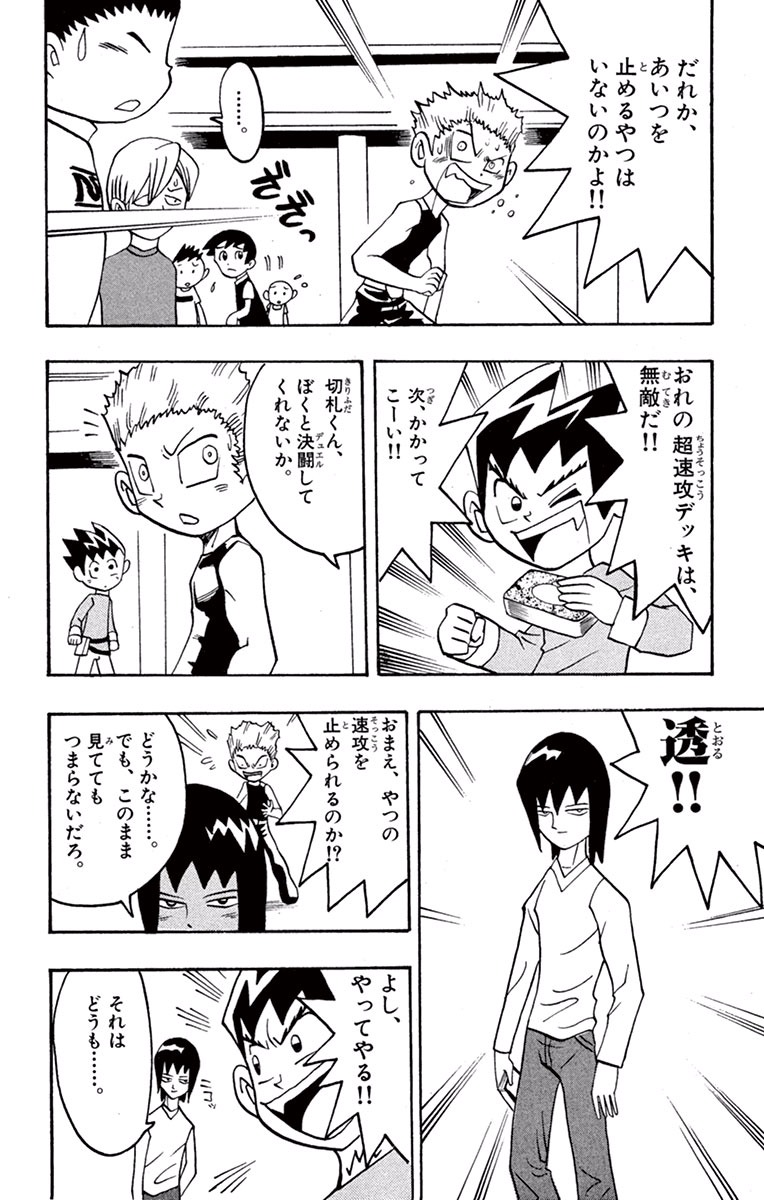 だれか、
あいつを
止めるやつは
いないのかよ!!
……。
ざざっ
おれの超速攻デッキは、
無敵だ!!
次、かかって
こーい!!
切札くん、
ぼくと決闘して
くれないか。
透!!
おまえ、やつの
速攻を
止められるのか!?
どうかな……。
でも、このまま
見てても
つまらないだろ。
よし、
やってやる!!
ニコッ
それは
どうも……。